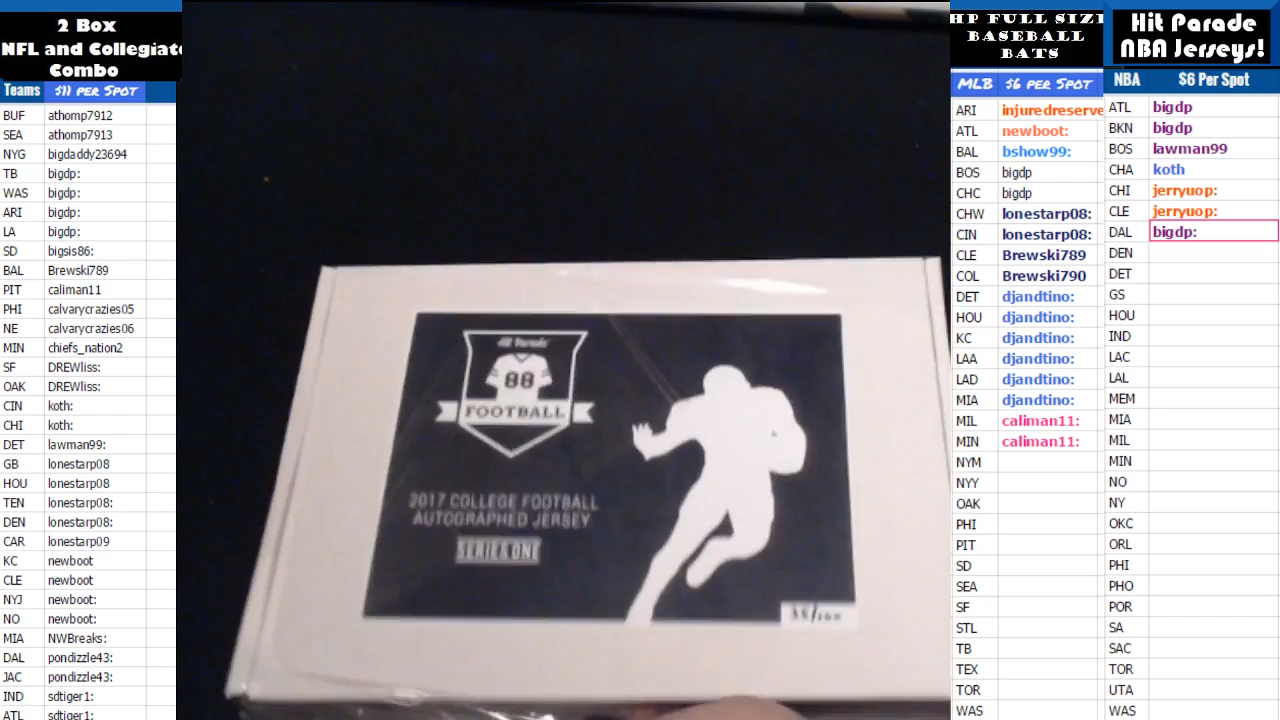 2 Box
NFL and Collegiate
Combo
Teams $11 per Spot
BUF athomp7912
SEA athomp7913
NYG bigdaddy23694
TB bigdp:
WAS bigdp:
ARI bigdp:
LA bigdp:
SD bigsis86:
BAL Brewski789
PIT caliman11
PHI calvarycrazies05
NE calvarycrazies06
MIN chiefs_nation2
SF DREWliss:
OAK DREWliss:
CIN koth:
CHI koth:
DET lawman99:
GB lonestarp08
HOU lonestarp08
TEN lonestarp08:
DEN lonestarp08:
CAR lonestarp09
KC newboot
CLE newboot
NYJ newboot:
NO newboot:
MIA NWBreaks:
DAL pondizzle43:
JAC pondizzle43:
IND sdtiger1:
ATL sdtiger1:
Hit Parade
88
FOOTBALL
2017 COLLEGE FOOTBALL
AUTOGRAPHED JERSEY
SERIES ONE
HP FULL SIZE
BASEBALL
BATS
MLB $6 per Spot
ARI injuredreserve
ATL newboot:
BAL bshow99:
BOS bigdp
CHC bigdp
CHW lonestarp08:
CIN lonestarp08:
CLE Brewski789
COL Brewski790
DET djandtino:
HOU djandtino:
KC djandtino:
LAA djandtino:
LAD djandtino:
MIA djandtino:
MIL caliman11:
MIN caliman11:
NYM
NYY
OAK
PHI
PIT
SD
SEA
SF
STL
TB
TEX
TOR
WAS
Hit Parade
NBA Jerseys!
NBA $6 Per Spot
ATL bigdp
BKN bigdp
BOS lawman99
CHA koth
CHI jerryuop:
CLE jerryuop:
DAL bigdp:
DEN
DET
GS
HOU
IND
LAC
LAL
MEM
MIA
MIL
MIN
NO
NY
OKC
ORL
PHI
PHO
POR
SA
SAC
TOR
UTA
WAS